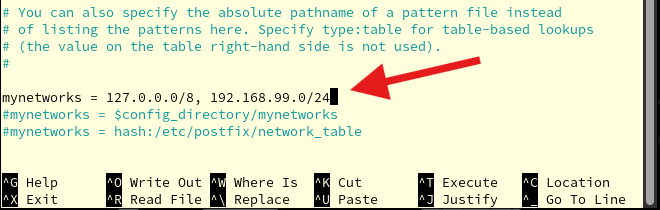 # You can also specify the absolute pathname of a pattern file instead
# of listing the patterns here. Specify type:table for table-based lookups
# (the value on the table right-hand side is not used).
#
mynetworks = 127.0.0.0/8, 192.168.99.0/24
#mynetworks = $config_directory/mynetworks
#mynetworks = hash:/etc/postfix/network_table
^G Help ^O Write Out ^W Where Is ^K Cut ^T Execute ^C Location
^X Exit ^R Read File ^\ Replace ^U Paste ^J Justify ^_ Go To Line